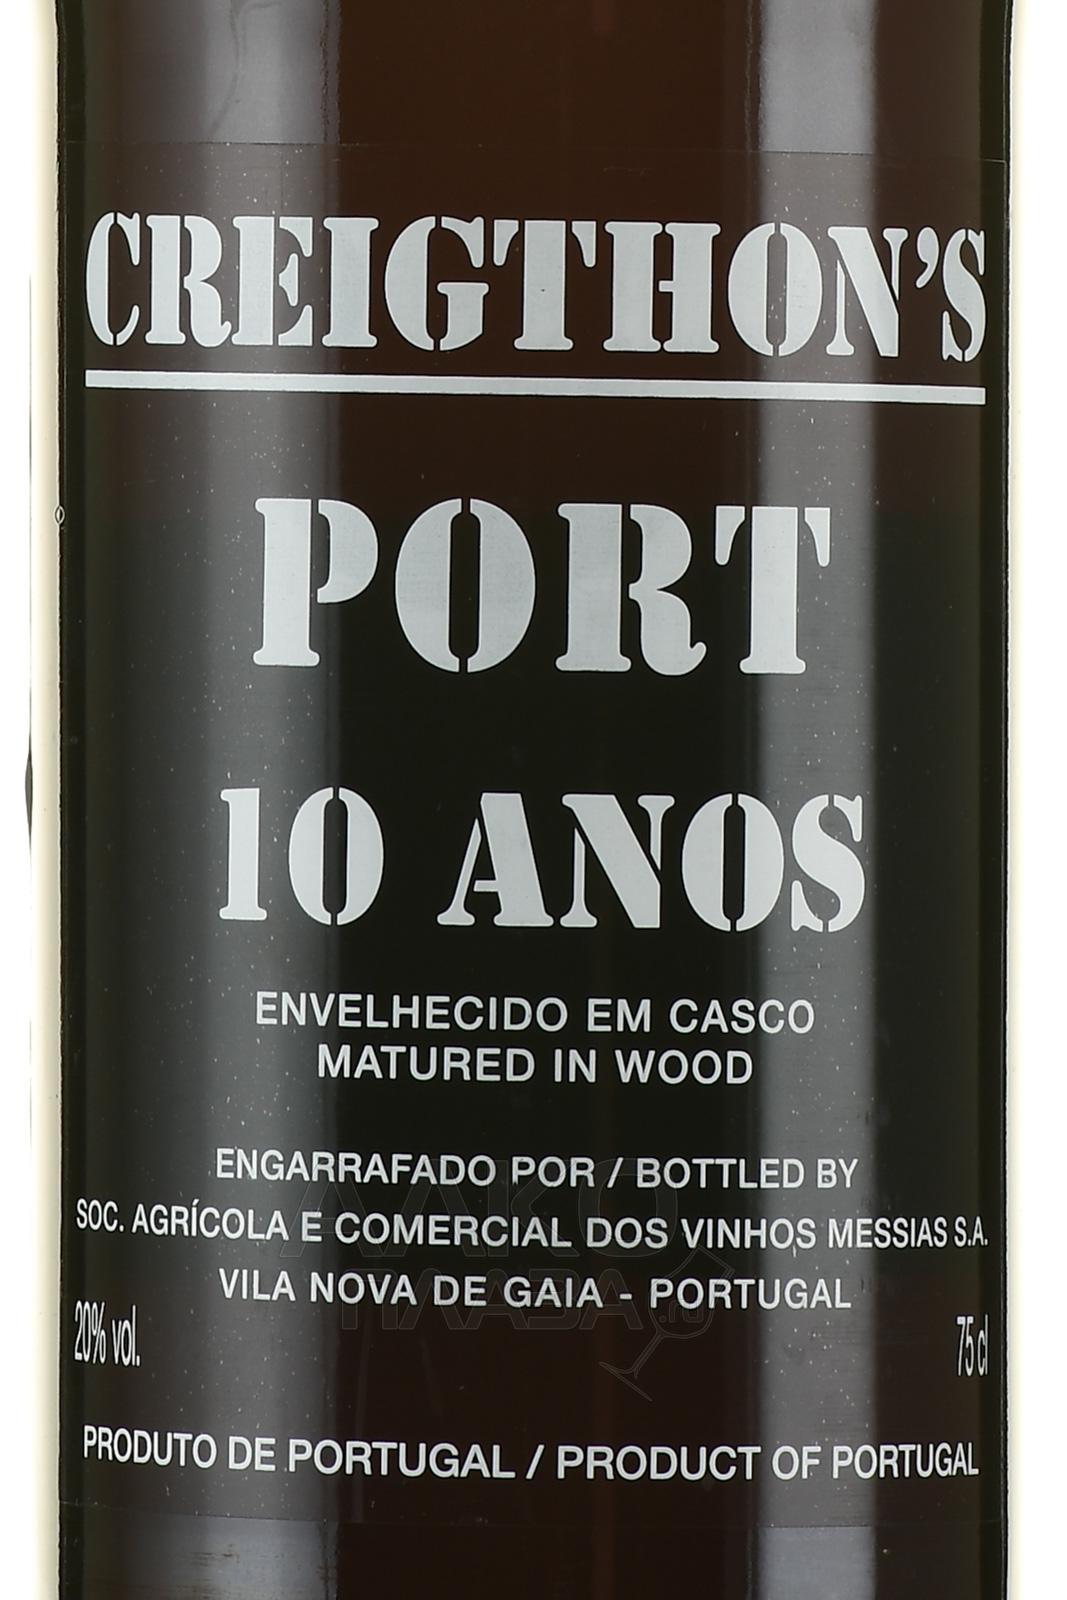 CREIGTHON'S
PORT
10 ANOS
ENVELHECIDO EM CASCO
MATURED IN WOOD
ENGARRAFADO POR / BOTTLED BY
SOC. AGRÍCOLA E COMERCIAL DOS VINHOS MESSIAS S.A.
VILA NOVA DE GAIA - PORTUGAL
20% vol. 75 cl
PRODUTO DE PORTUGAL / PRODUCT OF PORTUGAL